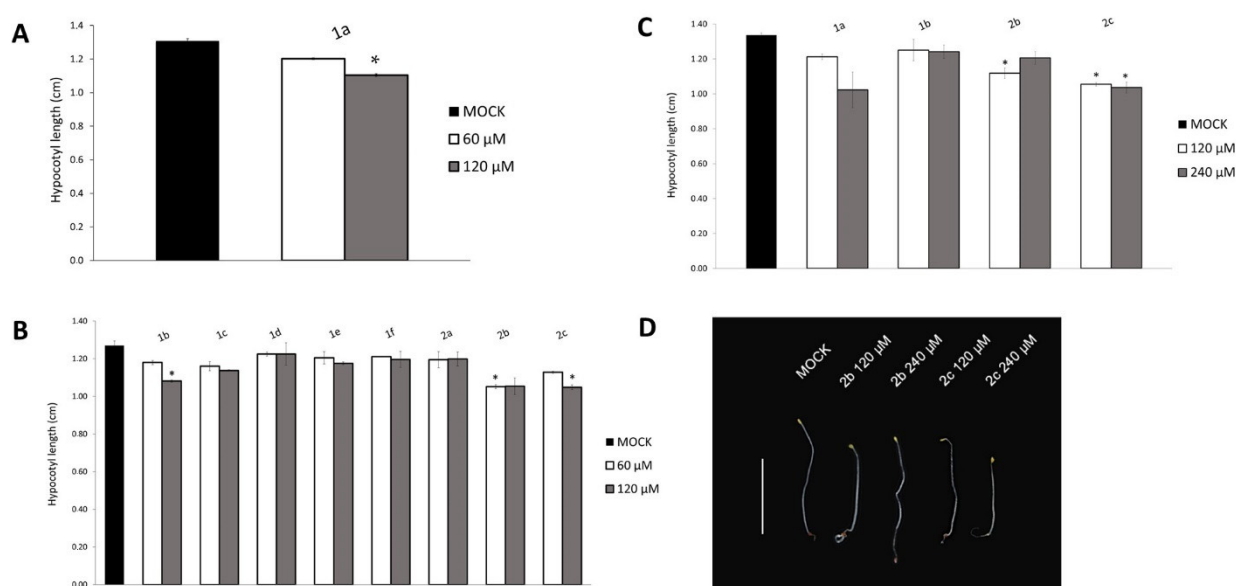 A
1.4
1.2
1.0
0.8
0.6
0.4
0.2
0.0
Hypocotyl length (cm)
1a
*
MOCK
60 µM
120 µM
B
1.40
1.20
1.00
0.80
0.60
0.40
0.20
0.00
Hypocotyl length (cm)
1b
1c
1d
1e
1f
2a
2b
2c
* * *
MOCK
60 µM
120 µM
C
1.40
1.20
1.00
0.80
0.60
0.40
0.20
0.00
Hypocotyl length (cm)
1a
1b
2b
2c
* * *
MOCK
120 µM
240 µM
D
MOCK
2b 120 µM
2b 240 µM
2c 120 µM
2c 240 µM